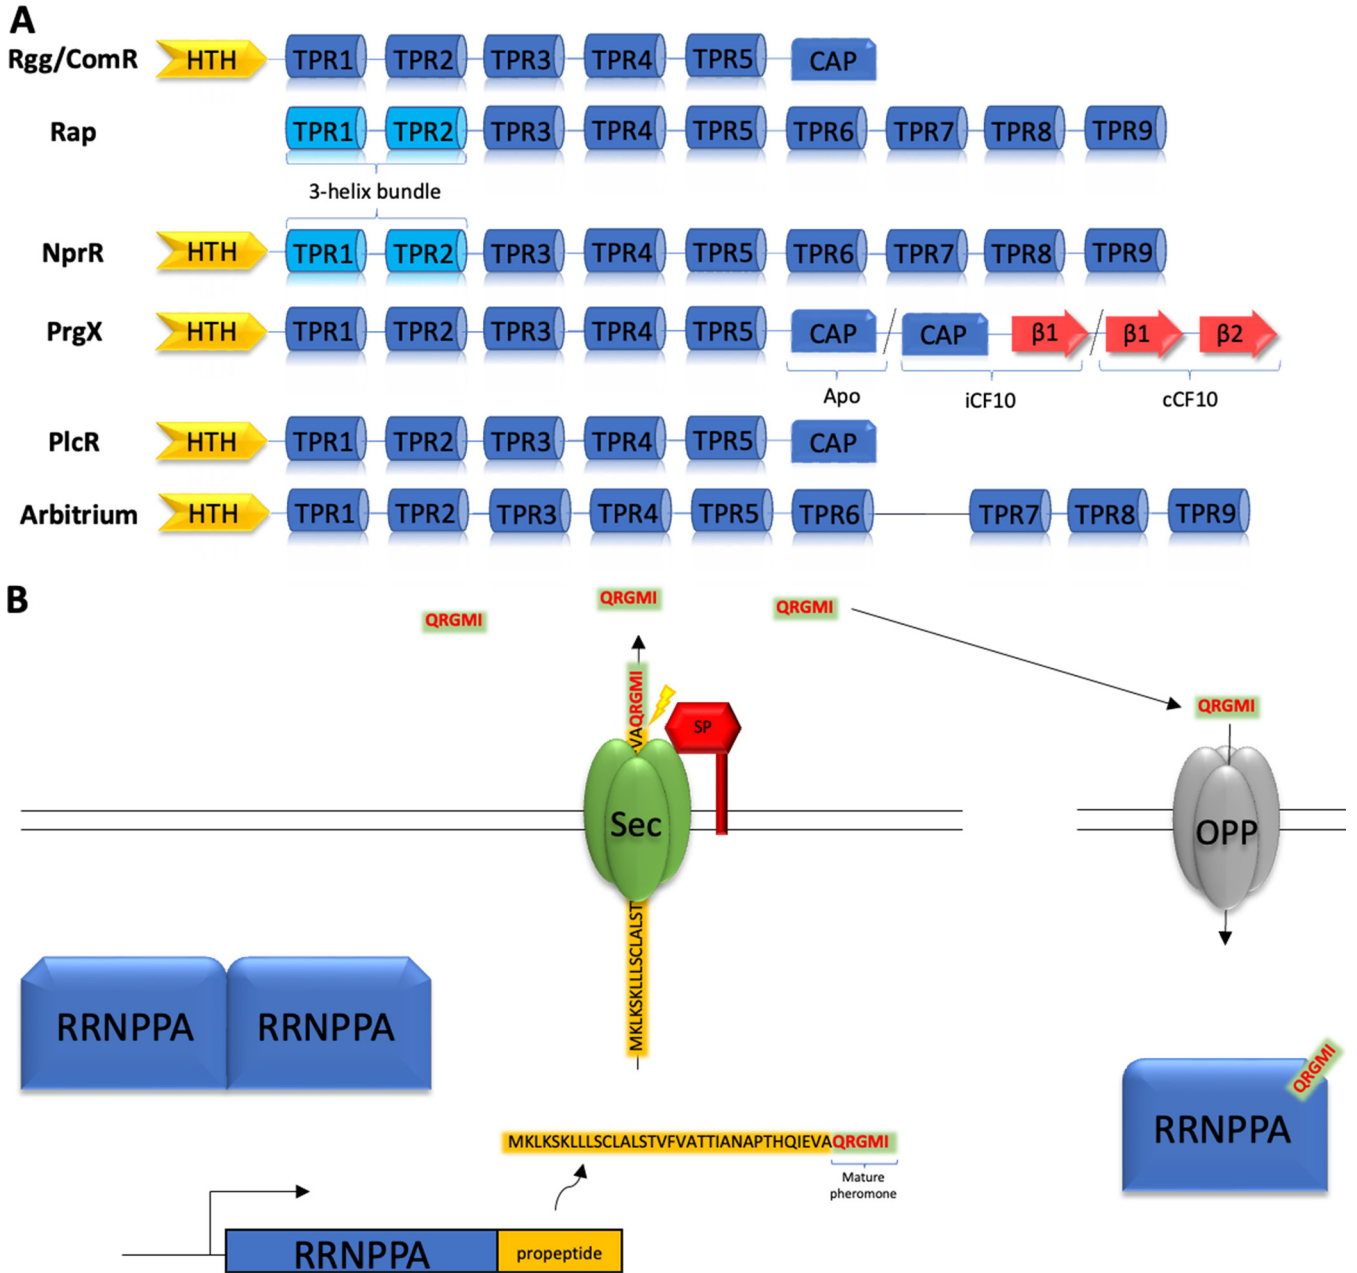 A
Rgg/ComR HTH TPR1 TPR2 TPR3 TPR4 TPR5 CAP
Rap TPR1 TPR2 TPR3 TPR4 TPR5 TPR6 TPR7 TPR8 TPR9
3-helix bundle
NprR HTH TPR1 TPR2 TPR3 TPR4 TPR5 TPR6 TPR7 TPR8 TPR9
PrgX HTH TPR1 TPR2 TPR3 TPR4 TPR5 CAP / CAP β1 / β1 β2
Apo iCF10 cCF10
PlcR HTH TPR1 TPR2 TPR3 TPR4 TPR5 CAP
Arbitrium HTH TPR1 TPR2 TPR3 TPR4 TPR5 TPR6 TPR7 TPR8 TPR9
B
QRGMI QRGMI QRGMI
VAQRGMI
SP
QRGMI
Sec
OPP
MKLKSKLLLSCLALST
RRNPPA RRNPPA
QRGMI
RRNPPA
MKLKSKLLLSCLALSTVFVATTIANAPTHQIEVAQRGMI
Mature
pheromone
RRNPPA propeptide